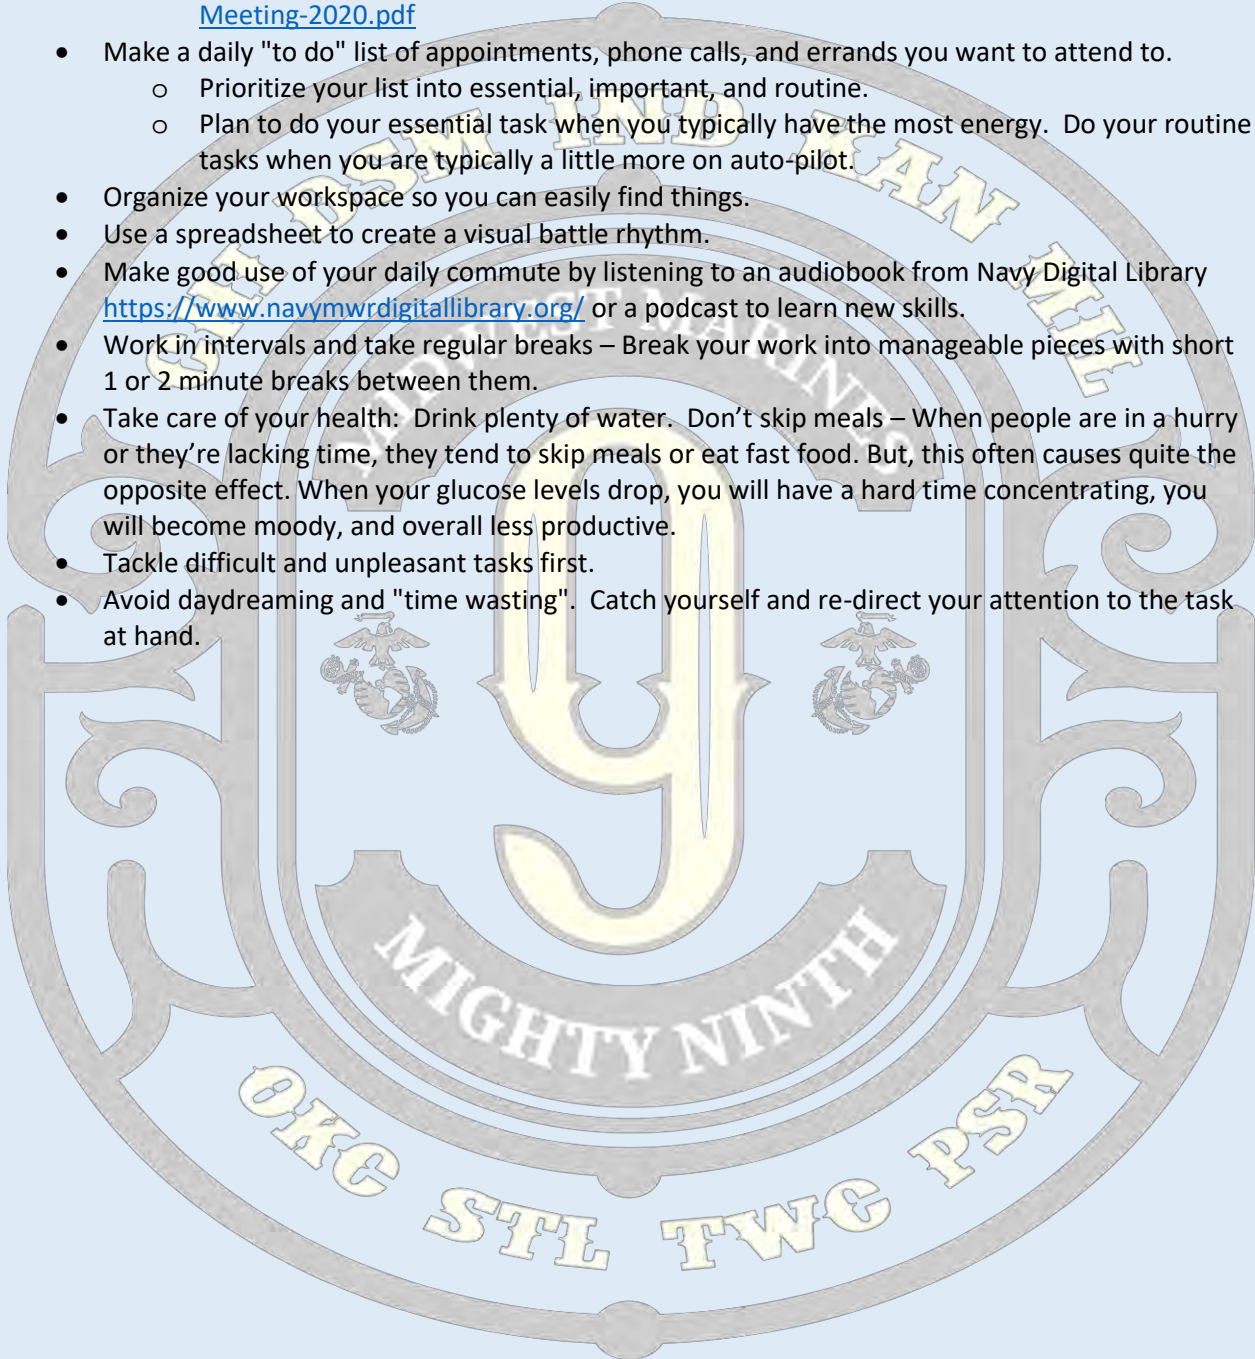 Meeting-2020.pdf
• Make a daily "to do" list of appointments, phone calls, and errands you want to attend to.
o Prioritize your list into essential, important, and routine.
o Plan to do your essential task when you typically have the most energy.  Do your routine
tasks when you are typically a little more on auto-pilot.
• Organize your workspace so you can easily find things.
• Use a spreadsheet to create a visual battle rhythm.
• Make good use of your daily commute by listening to an audiobook from Navy Digital Library
https://www.navymwrdigitallibrary.org/ or a podcast to learn new skills.
• Work in intervals and take regular breaks – Break your work into manageable pieces with short
1 or 2 minute breaks between them.
• Take care of your health:  Drink plenty of water.  Don’t skip meals – When people are in a hurry
or they’re lacking time, they tend to skip meals or eat fast food. But, this often causes quite the
opposite effect. When your glucose levels drop, you will have a hard time concentrating, you
will become moody, and overall less productive.
• Tackle difficult and unpleasant tasks first.
• Avoid daydreaming and "time wasting".  Catch yourself and re-direct your attention to the task
at hand.
CHI DSM IND KAN MIL
MIDWEST MARINES
9
MIGHTY NINTH
OKC STL TWC PSR